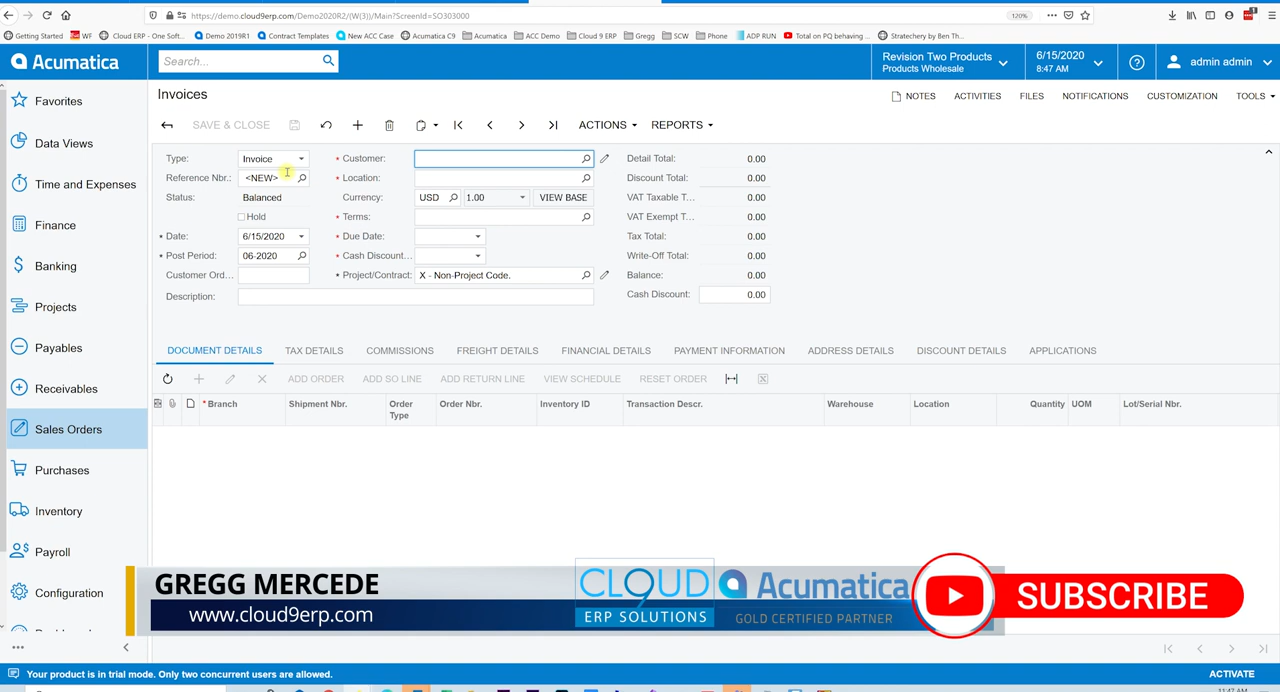 https://demo.cloud9erp.com/Demo2020R2/(W(3))/Main?ScreenId=SO303000
120%
Getting Started
WF
Cloud ERP - One Soft...
Demo 2019R1
Contract Templates
New ACC Case
Acumatica C9
Acumatica
ACC Demo
Cloud 9 ERP
Gregg
SCW
Phone
ADP RUN
Total on PQ behaving ...
Stratechery by Ben Th...
Acumatica
Search...
Revision Two Products
Products Wholesale
6/15/2020
8:47 AM
admin admin
Favorites
Data Views
Time and Expenses
Finance
Banking
Projects
Payables
Receivables
Sales Orders
Purchases
Inventory
Payroll
Configuration
Invoices
NOTES
ACTIVITIES
FILES
NOTIFICATIONS
CUSTOMIZATION
TOOLS
SAVE & CLOSE
ACTIONS
REPORTS
Type: Invoice
Reference Nbr.: <NEW>
Status: Balanced
Hold
* Date: 6/15/2020
* Post Period: 06-2020
Customer Ord...
Description:
* Customer:
* Location:
Currency: USD 1.00 VIEW BASE
* Terms:
* Due Date:
* Cash Discount...
* Project/Contract: X - Non-Project Code.
Detail Total: 0.00
Discount Total: 0.00
VAT Taxable T... 0.00
VAT Exempt T... 0.00
Tax Total: 0.00
Write-Off Total: 0.00
Balance: 0.00
Cash Discount: 0.00
DOCUMENT DETAILS
TAX DETAILS
COMMISSIONS
FREIGHT DETAILS
FINANCIAL DETAILS
PAYMENT INFORMATION
ADDRESS DETAILS
DISCOUNT DETAILS
APPLICATIONS
ADD ORDER
ADD SO LINE
ADD RETURN LINE
VIEW SCHEDULE
RESET ORDER
* Branch
Shipment Nbr.
Order Type
Order Nbr.
Inventory ID
Transaction Descr.
Warehouse
Location
Quantity
UOM
Lot/Serial Nbr.
GREGG MERCEDE
www.cloud9erp.com
CLOUD 9
ERP SOLUTIONS
Acumatica
GOLD CERTIFIED PARTNER
SUBSCRIBE
Your product is in trial mode. Only two concurrent users are allowed.
ACTIVATE